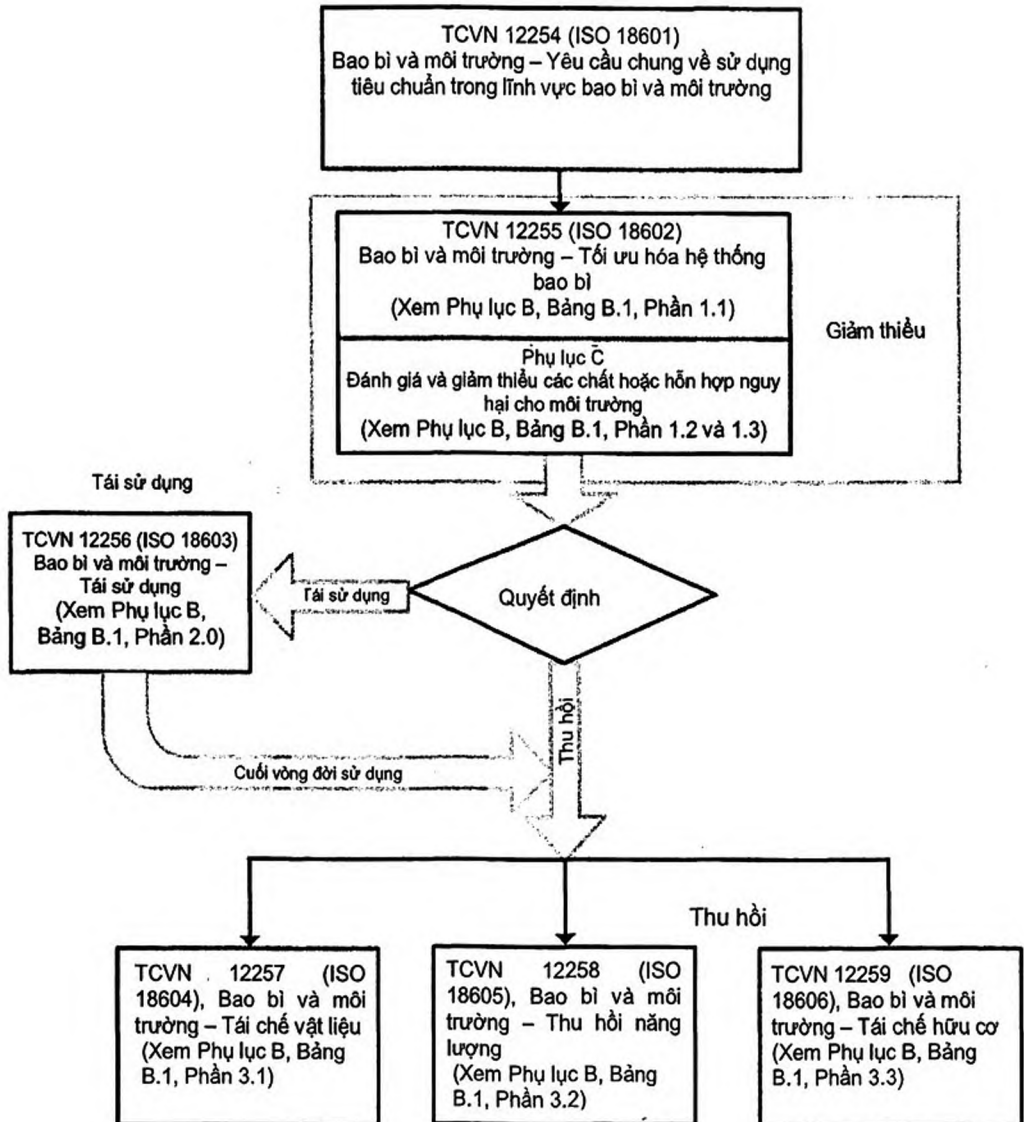 TCVN 12254 (ISO 18601)
Bao bì và môi trường – Yêu cầu chung về sử dụng
tiêu chuẩn trong lĩnh vực bao bì và môi trường
TCVN 12255 (ISO 18602)
Bao bì và môi trường – Tối ưu hóa hệ thống
bao bì
(Xem Phụ lục B, Bảng B.1, Phần 1.1)
Giảm thiểu
Phụ lục C
Đánh giá và giảm thiểu các chất hoặc hỗn hợp nguy
hại cho môi trường
(Xem Phụ lục B, Bảng B.1, Phần 1.2 và 1.3)
Tái sử dụng
TCVN 12256 (ISO 18603)
Bao bì và môi trường –
Tái sử dụng
(Xem Phụ lục B,
Bảng B.1, Phần 2.0)
Tái sử dụng
Quyết định
Thu hồi
Cuối vòng đời sử dụng
Thu hồi
TCVN 12257 (ISO
18604), Bao bì và môi
trường – Tái chế vật liệu
(Xem Phụ lục B, Bảng
B.1, Phần 3.1)
TCVN 12258 (ISO
18605), Bao bì và môi
trường – Thu hồi năng
lượng
(Xem Phụ lục B, Bảng
B.1, Phần 3.2)
TCVN 12259 (ISO
18606), Bao bì và môi
trường – Tái chế hữu cơ
(Xem Phụ lục B, Bảng
B.1, Phần 3.3)